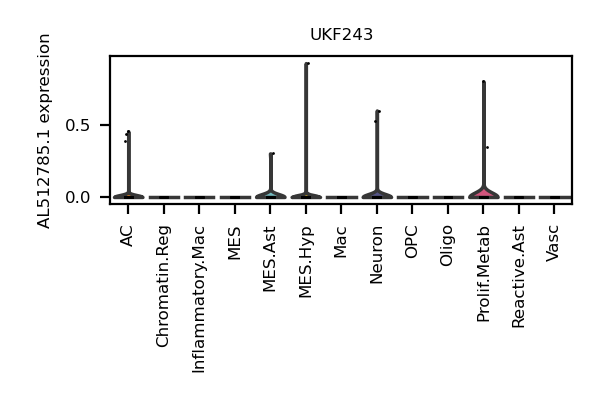 UKF243
AL512785.1 expression
0.5
0.0
AC
Chromatin.Reg
Inflammatory.Mac
MES
MES.Ast
MES.Hyp
Mac
Neuron
OPC
Oligo
Prolif.Metab
Reactive.Ast
Vasc